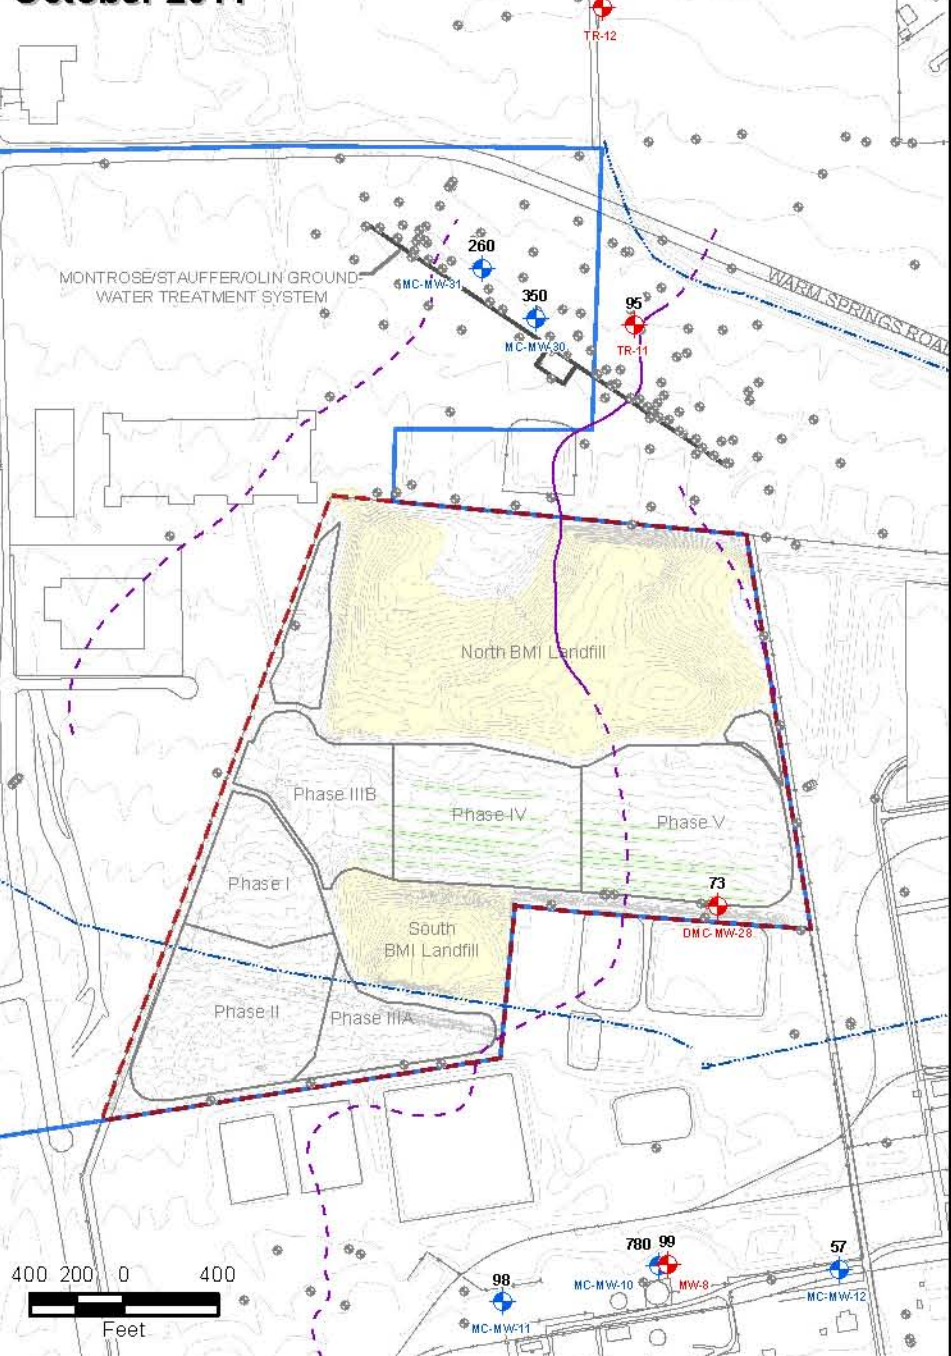 October 2011
TR-12
MONTROSE/STAUFFER/OLIN GROUND-
WATER TREATMENT SYSTEM
260
MC-MW-31
350
MC-MW-30
95
TR-11
WARM SPRINGS ROAD
North BMI Landfill
Phase IIIB
Phase IV
Phase V
Phase I
South
BMI Landfill
73
DMC-MW-28
Phase II
Phase IIIA
780
99
MC-MW-10
MW-8
57
MC-MW-12
98
MC-MW-11
400 200 0 400
Feet